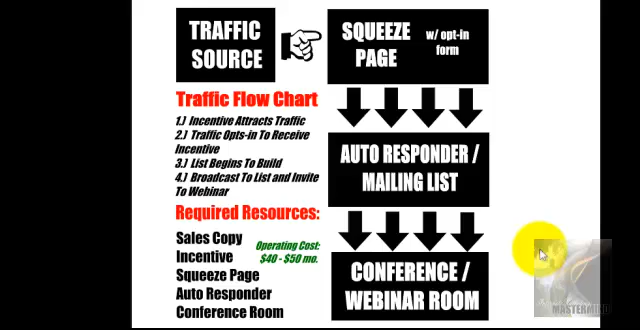 TRAFFIC
SOURCE
SQUEEZE
PAGE
w/ opt-in
form
Traffic Flow Chart
1.) Incentive Attracts Traffic
2.) Traffic Opts-in To Receive
Incentive
3.) List Begins To Build
4.) Broadcast To List and Invite
To Webinar
AUTO RESPONDER /
MAILING LIST
Required Resources:
Sales Copy
Incentive
Squeeze Page
Auto Responder
Conference Room
Operating Cost:
$40 - $50 mo.
CONFERENCE /
WEBINAR ROOM
MASTERMIND